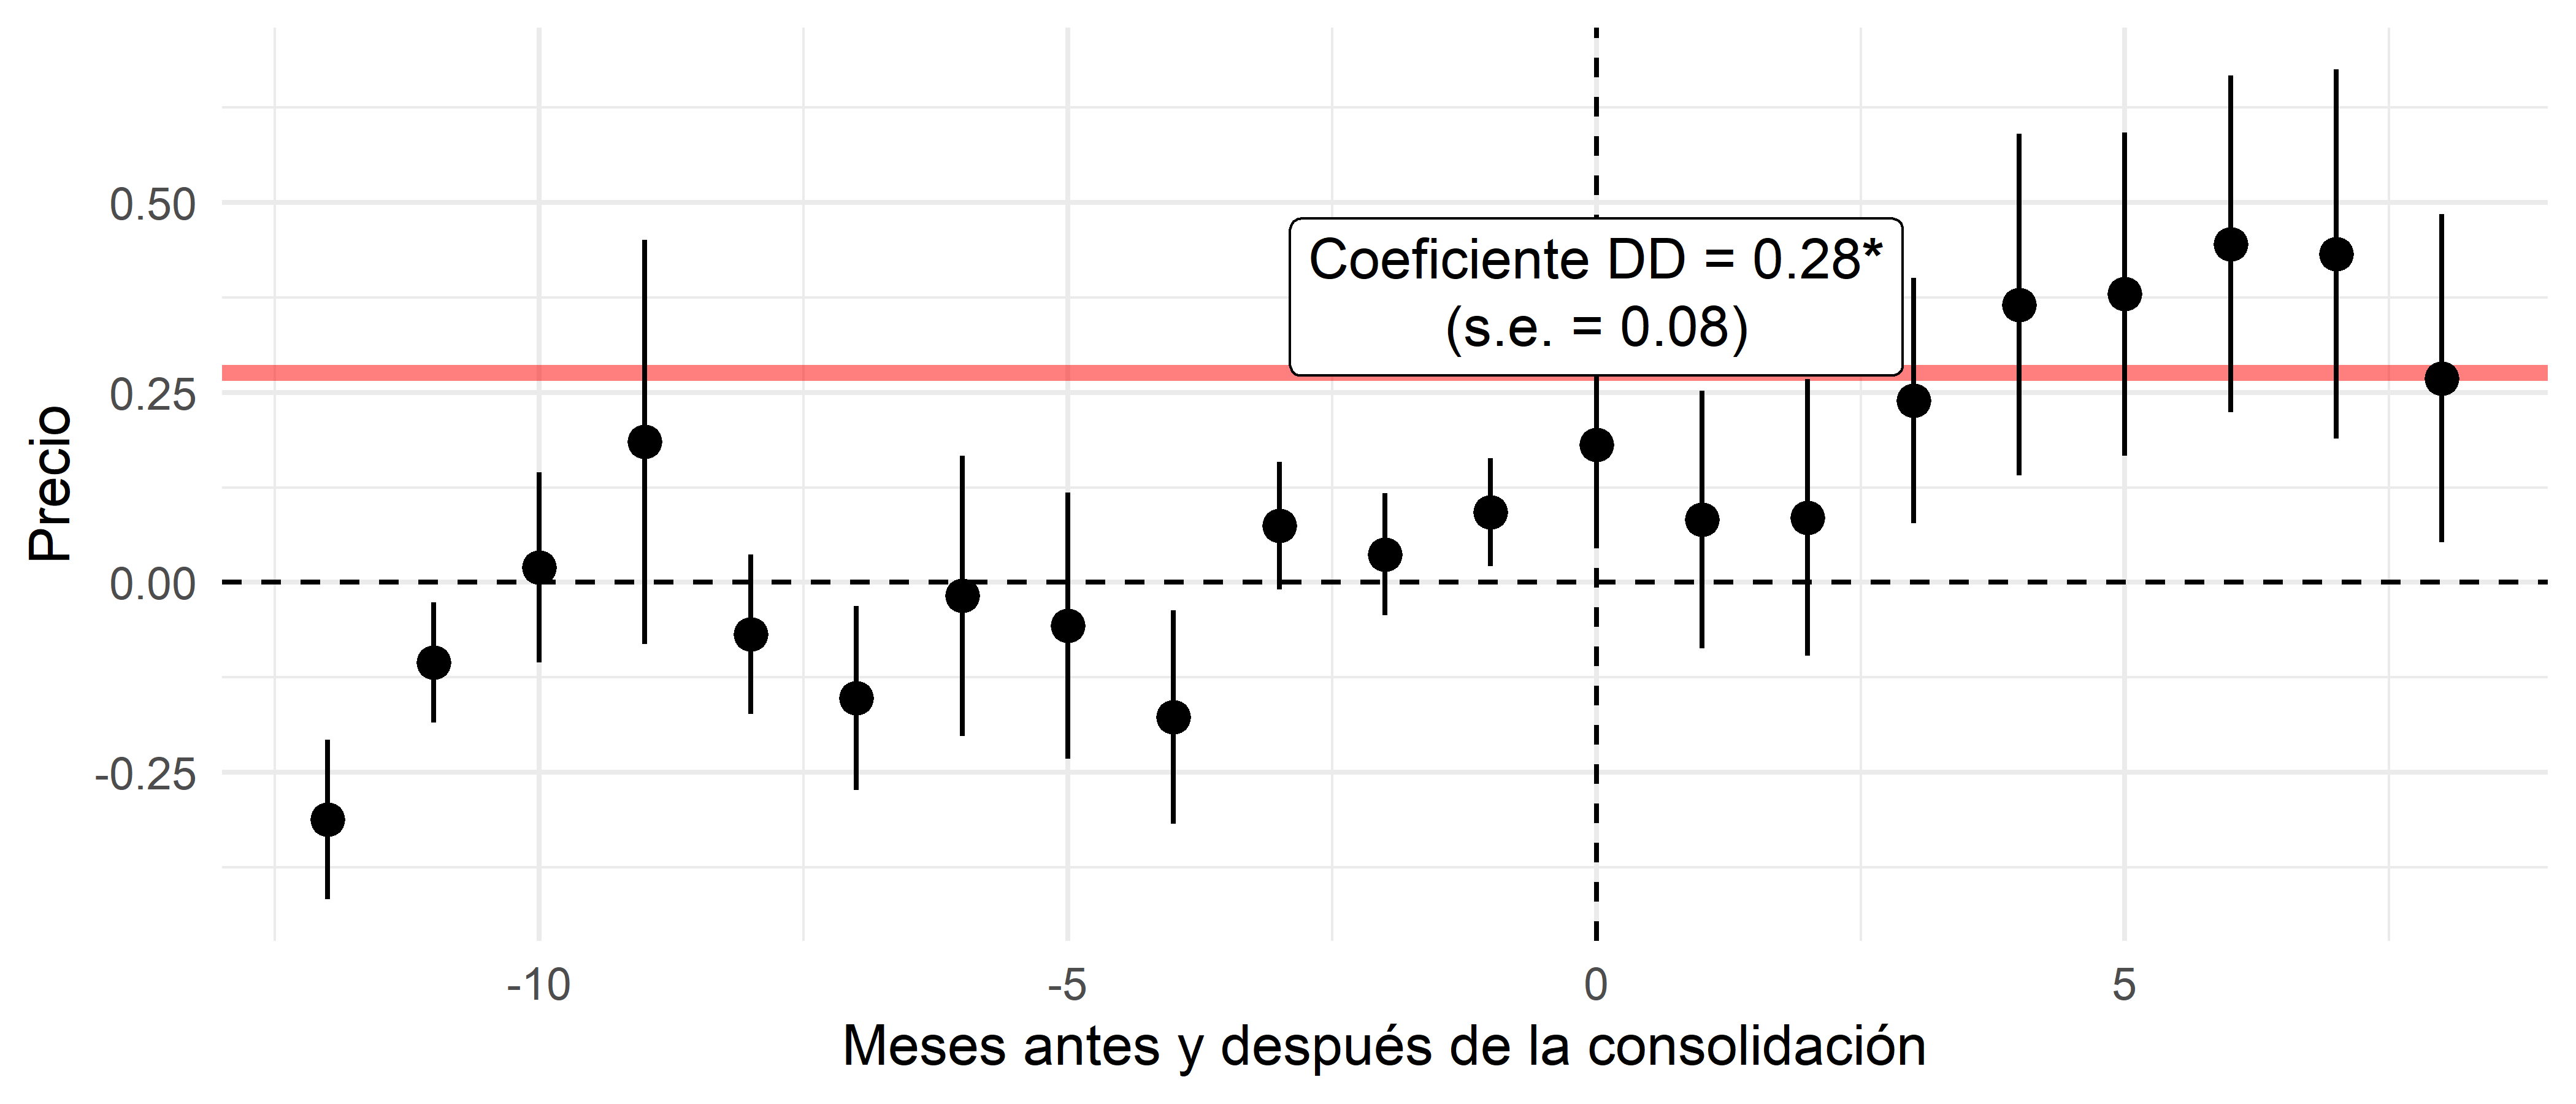 Precio
0.50
0.25
0.00
-0.25
Coeficiente DD = 0.28*
(s.e. = 0.08)
-10
-5
0
5
Meses antes y después de la consolidación